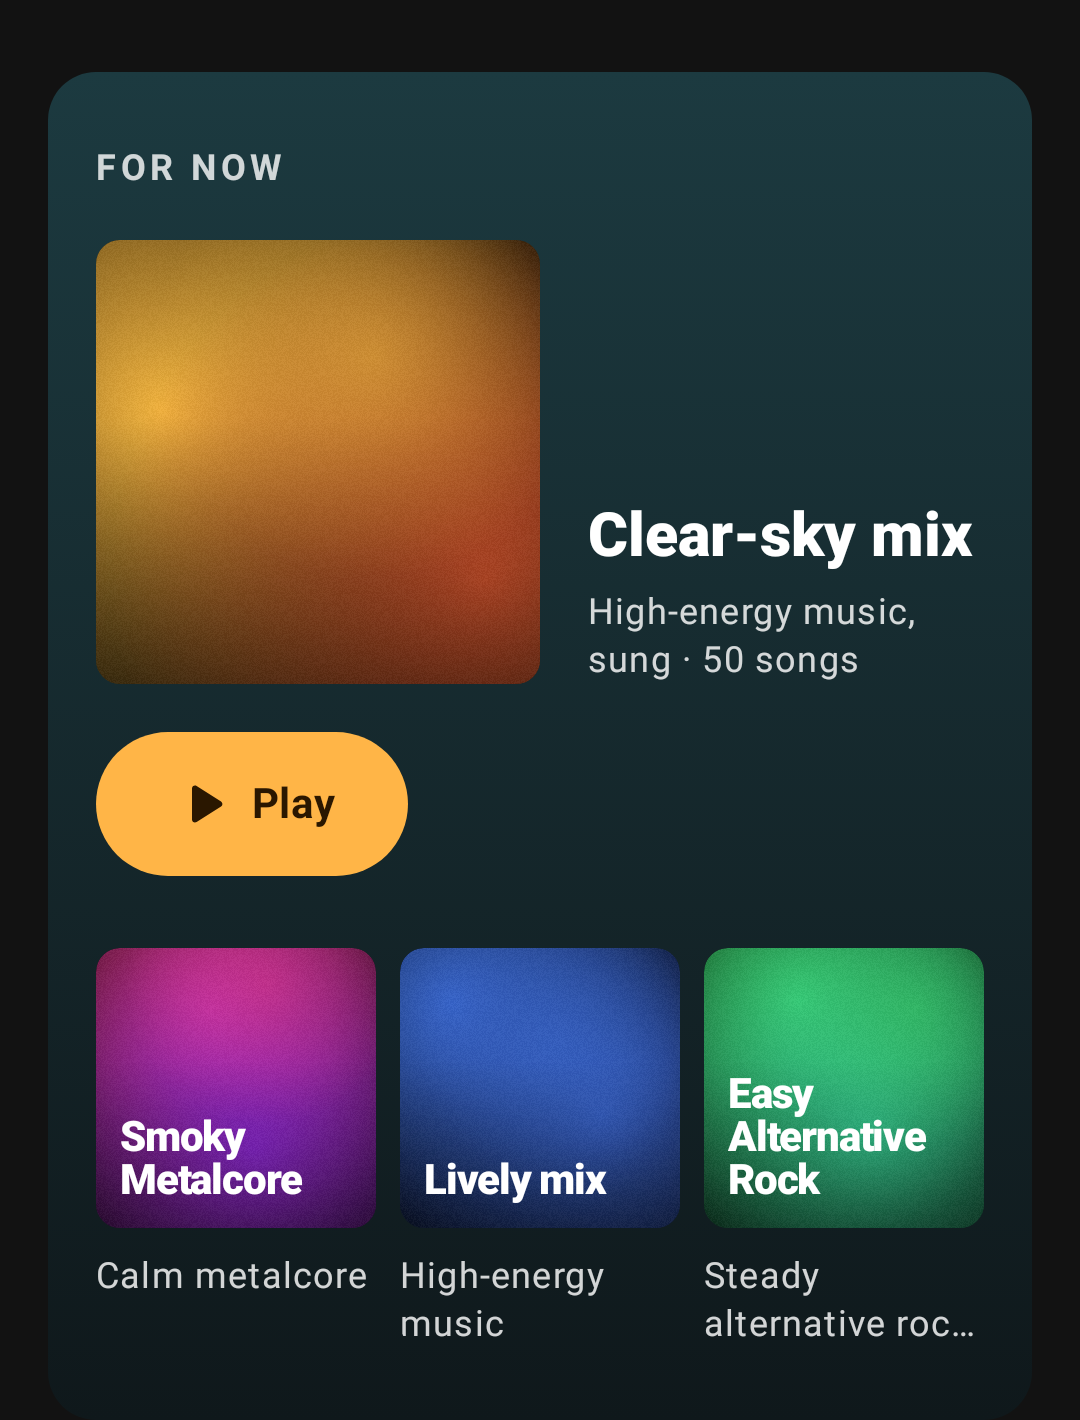 FOR NOW
Clear-sky mix
High-energy music,
sung · 50 songs
Play
Smoky
Metalcore
Lively mix
Easy
Alternative
Rock
Calm metalcore
High-energy
music
Steady
alternative roc…